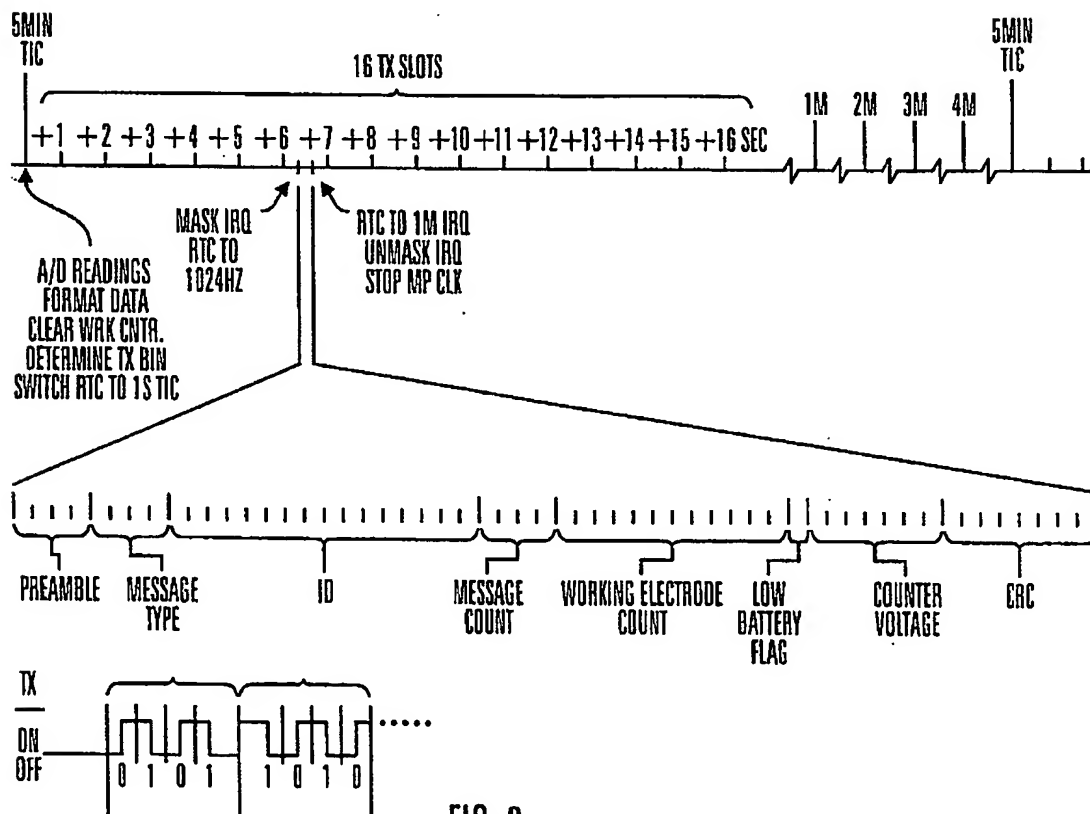 5MIN
TIC
16 TX SLOTS
5MIN
TIC
+1 +2 +3 +4 +5 +6 +7 +8 +9 +10 +11 +12 +13 +14 +15 +16 SEC
1M 2M 3M 4M
A/D READINGS
FORMAT DATA
CLEAR WRK CNTR.
DETERMINE TX BIN
SWITCH RTC TO 1S TIC
MASK IRQ
RTC TO
1024HZ
RTC TO 1M IRQ
UNMASK IRQ
STOP MP CLK
PREAMBLE
MESSAGE
TYPE
ID
MESSAGE
COUNT
WORKING ELECTRODE
COUNT
LOW
BATTERY
FLAG
COUNTER
VOLTAGE
CRC
TX
ON
OFF
0 1 0 1 1 0 1 0